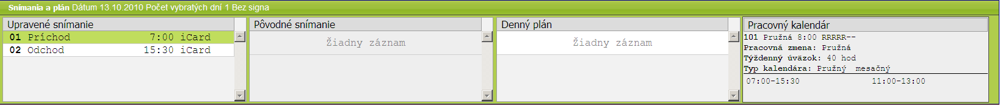 Snímania a plán Dátum 13.10.2010 Počet vybratých dní 1 Bez signa
Upravené snímanie
01 Príchod 7:00 iCard
02 Odchod 15:30 iCard
Pôvodné snímanie
Žiadny záznam
Denný plán
Žiadny záznam
Pracovný kalendár
101 Pružná 8:00 RRRRR--
Pracovná zmena: Pružná
Týždenný úväzok: 40 hod
Typ kalendára: Pružný mesačný
07:00-15:30 11:00-13:00